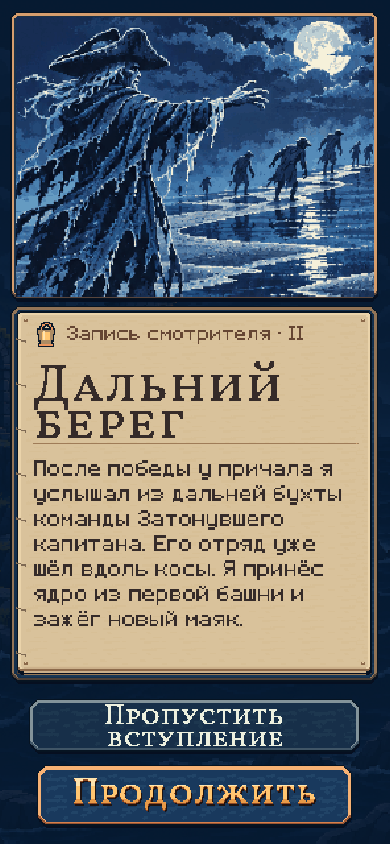 Запись смотрителя · II
Дальний
берег
После победы у причала я
услышал из дальней бухты
команды Затонувшего
капитана. Его отряд уже
шёл вдоль косы. Я принёс
ядро из первой башни и
зажёг новый маяк.
Пропустить
вступление
Продолжить